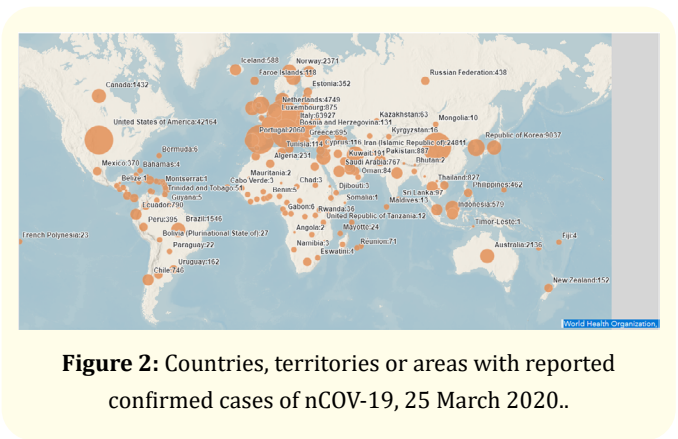 Iceland:588
Norway:2371
Faroe Islands:118
Russian Federation:438
Canada:1432
Estonia:352
Netherlands:4749
Luxembourg:875
Italy:63927
Kazakhstan:63
United States of America:42164
Bosnia and Herzegovina:131
Mongolia:10
Portugal:2060
Greece:695
Kyrgyzstan:16
Republic of Korea:9037
Tunisia:114
Cyprus:116
Iran (Islamic Republic of):24811
Bermuda:6
Algeria:231
Kuwait:191
Pakistan:887
Mexico:370
Bahamas:4
Saudi Arabia:767
Bhutan:2
Mauritania:2
Oman:84
Belize:1
Montserrat:1
Cabo Verde:3
Chad:3
Thailand:827
Trinidad and Tobago:51
Benin:5
Djibouti:3
Sri Lanka:97
Philippines:462
Guyana:5
Somalia:1
Maldives:13
Ecuador:790
Gabon:6
Rwanda:36
Indonesia:579
Peru:395
Brazil:1546
United Republic of Tanzania:12
Timor-Leste:1
French Polynesia:23
Bolivia (Plurinational State of):27
Angola:2
Mayotte:24
Fiji:4
Paraguay:22
Namibia:3
Reunion:71
Australia:2136
Uruguay:162
Eswatini:4
Chile:746
New Zealand:152
World Health Organization,
Figure 2: Countries, territories or areas with reported
confirmed cases of nCOV-19, 25 March 2020..